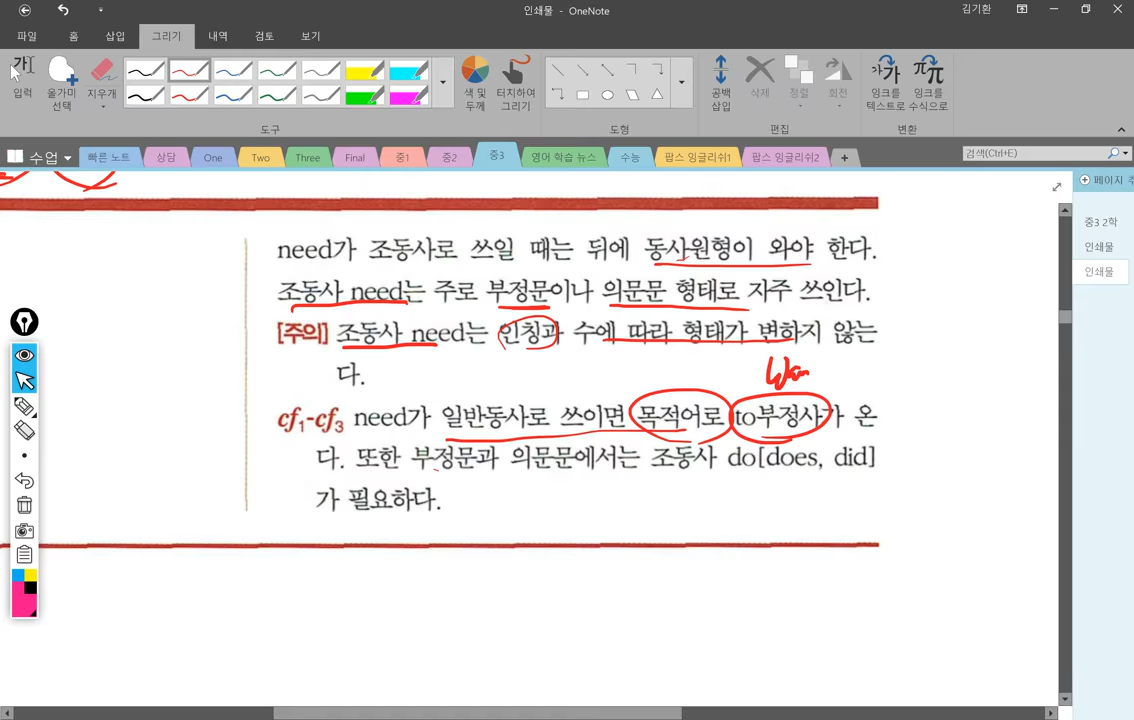 인쇄물 - OneNote
김기환
파일 홈 삽입 그리기 내역 검토 보기
가
입력
올가미 선택
지우개
색 및 두께
터치하여 그리기
공백 삽입
삭제
정렬
회전
가가
잉크를 텍스트로
ππ
잉크를 수식으로
도구 도형 편집 변환
수업 빠른 노트 상담 One Two Three Final 중1 중2 중3 영어 학습 뉴스 수능 팝스 잉글리쉬1 팝스 잉글리쉬2
검색(Ctrl+E)
페이지 추
중3 2학
인쇄물
인쇄물
need가 조동사로 쓰일 때는 뒤에 동사원형이 와야 한다.
조동사 need는 주로 부정문이나 의문문 형태로 자주 쓰인다.
[주의] 조동사 need는 인칭과 수에 따라 형태가 변하지 않는
다.
cf1-cf3 need가 일반동사로 쓰이면 목적어로 to부정사가 온
다. 또한 부정문과 의문문에서는 조동사 do[does, did]
가 필요하다.